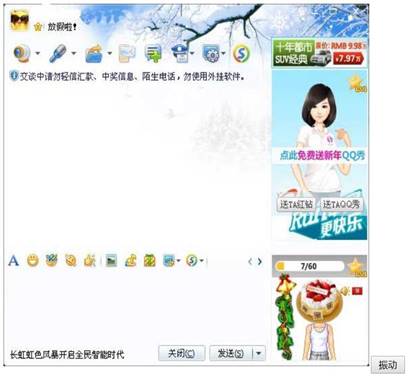 放假啦！
交谈中请勿轻信汇款、中奖信息、陌生电话，勿使用外挂软件。
十年都市
SUV经典
原价: RMB 9.98万
¥7.97万
点此免费送新年QQ秀
送TA红钻
送TAQQ秀
更快乐
7/60
长虹虹色风暴开启全民智能时代
关闭(C)
发送(S)
振动